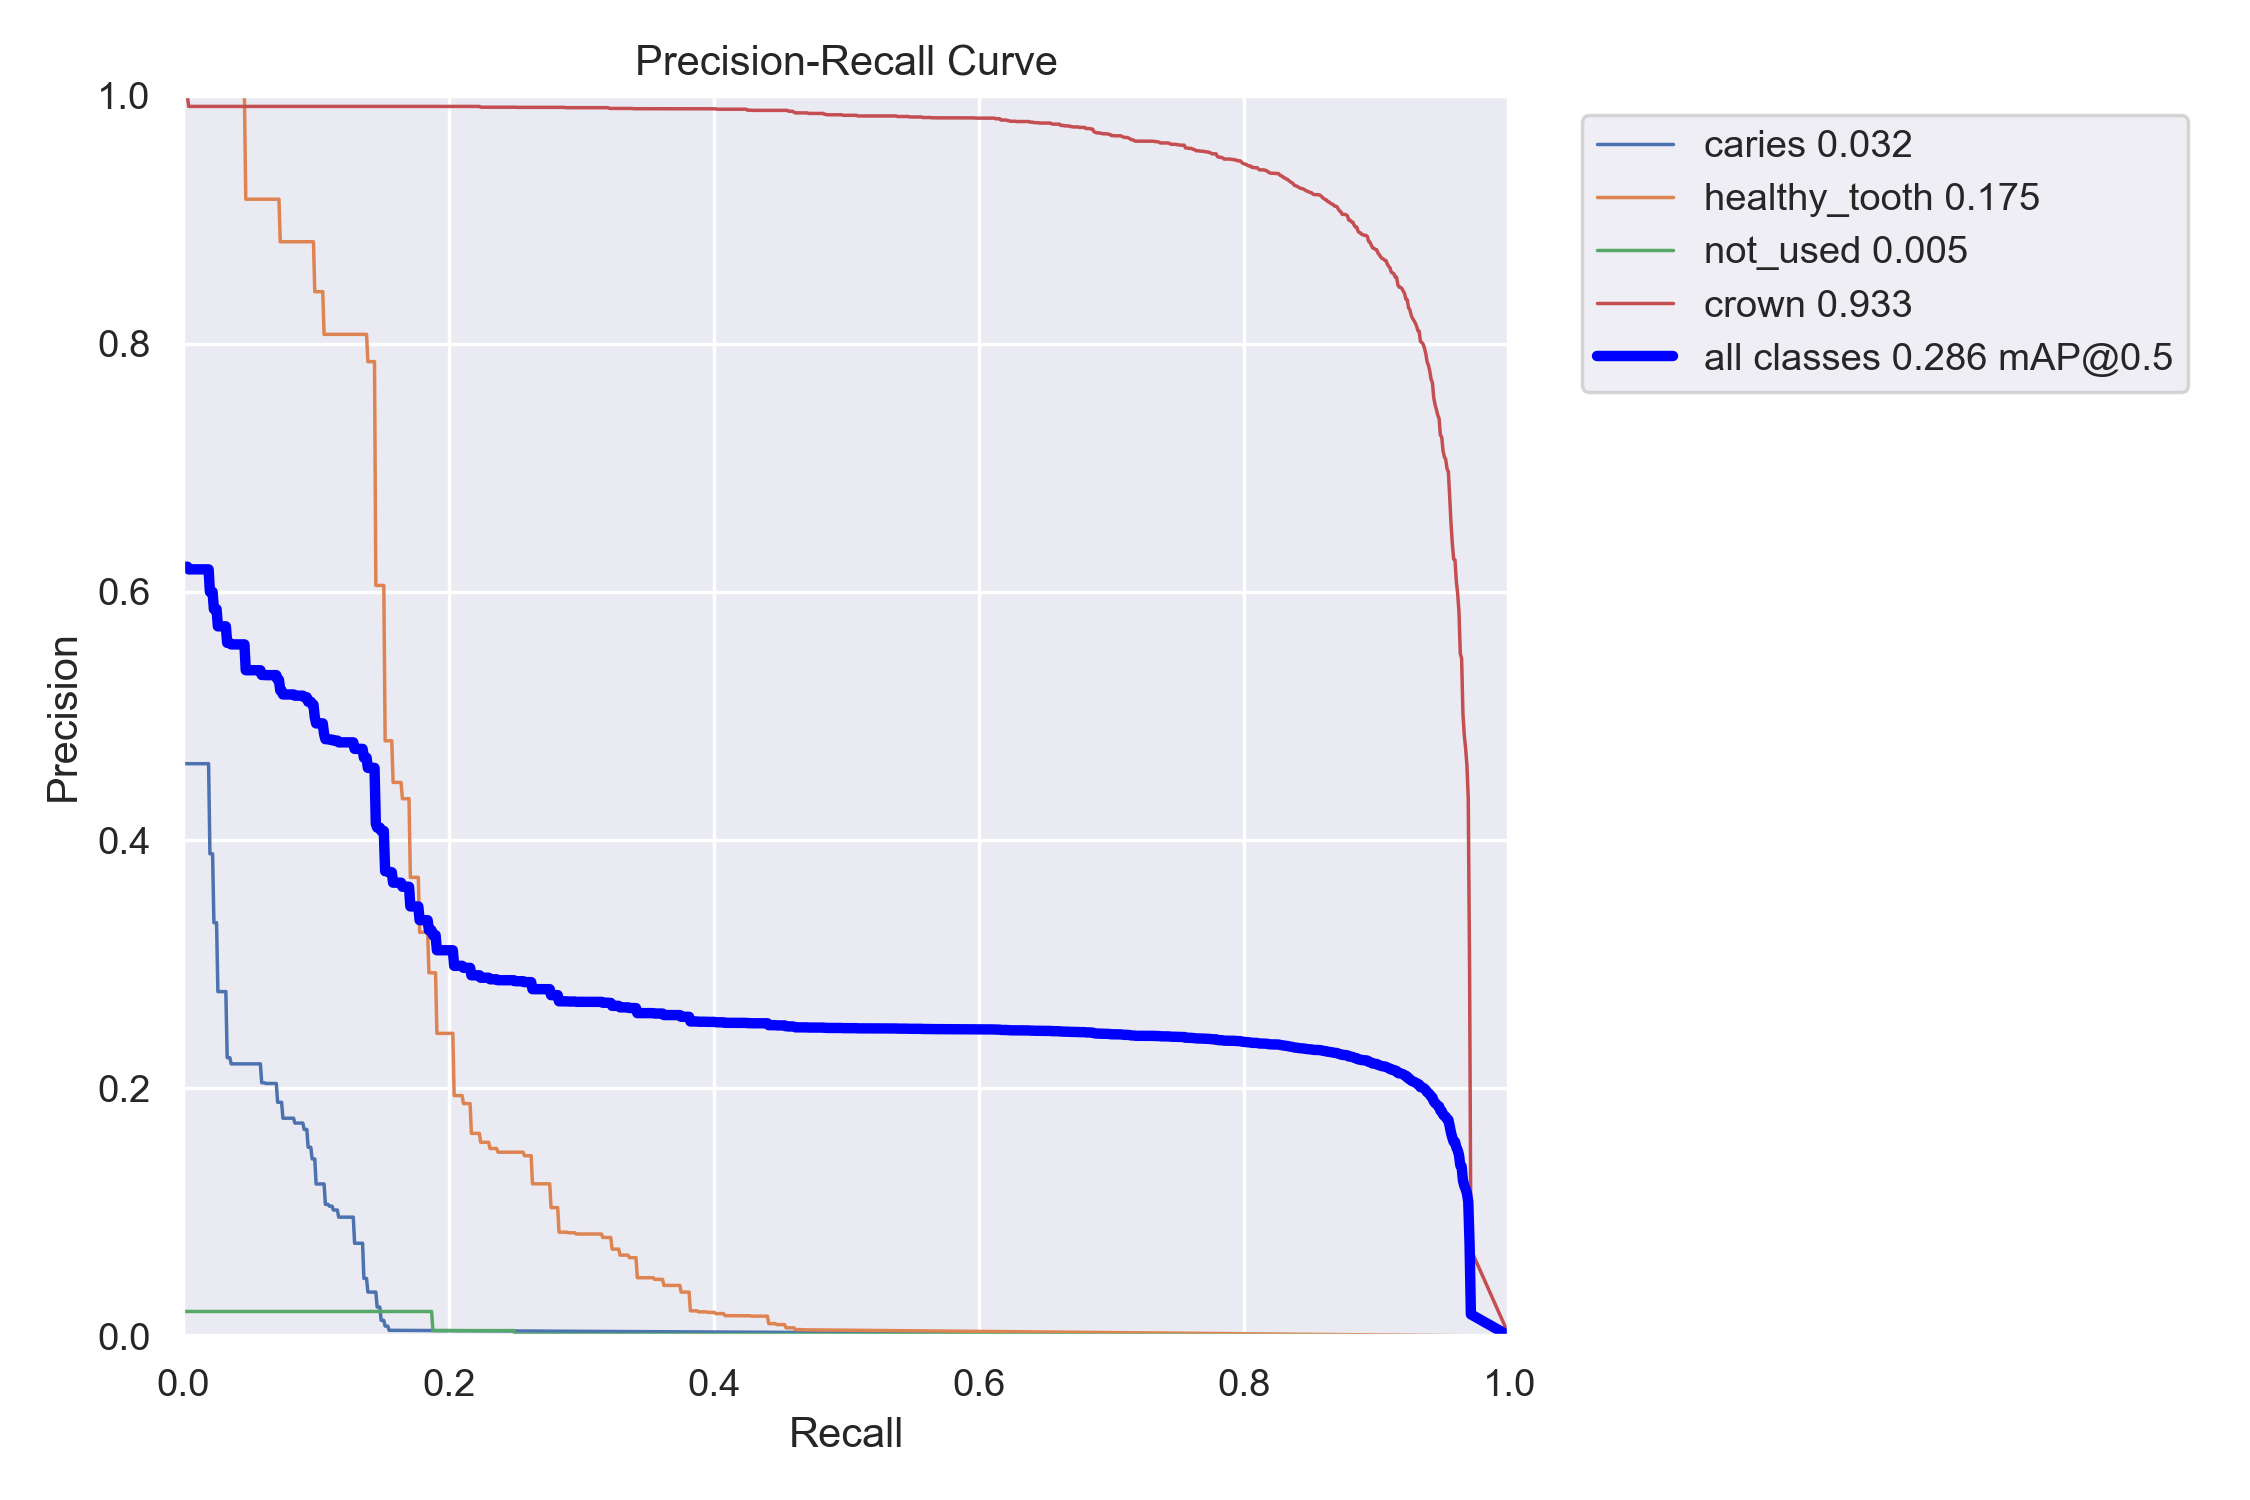 Precision-Recall Curve
1.0
0.8
0.6
0.4
0.2
0.0
Precision
0.0 0.2 0.4 0.6 0.8 1.0
Recall
caries 0.032
healthy_tooth 0.175
not_used 0.005
crown 0.933
all classes 0.286 mAP@0.5